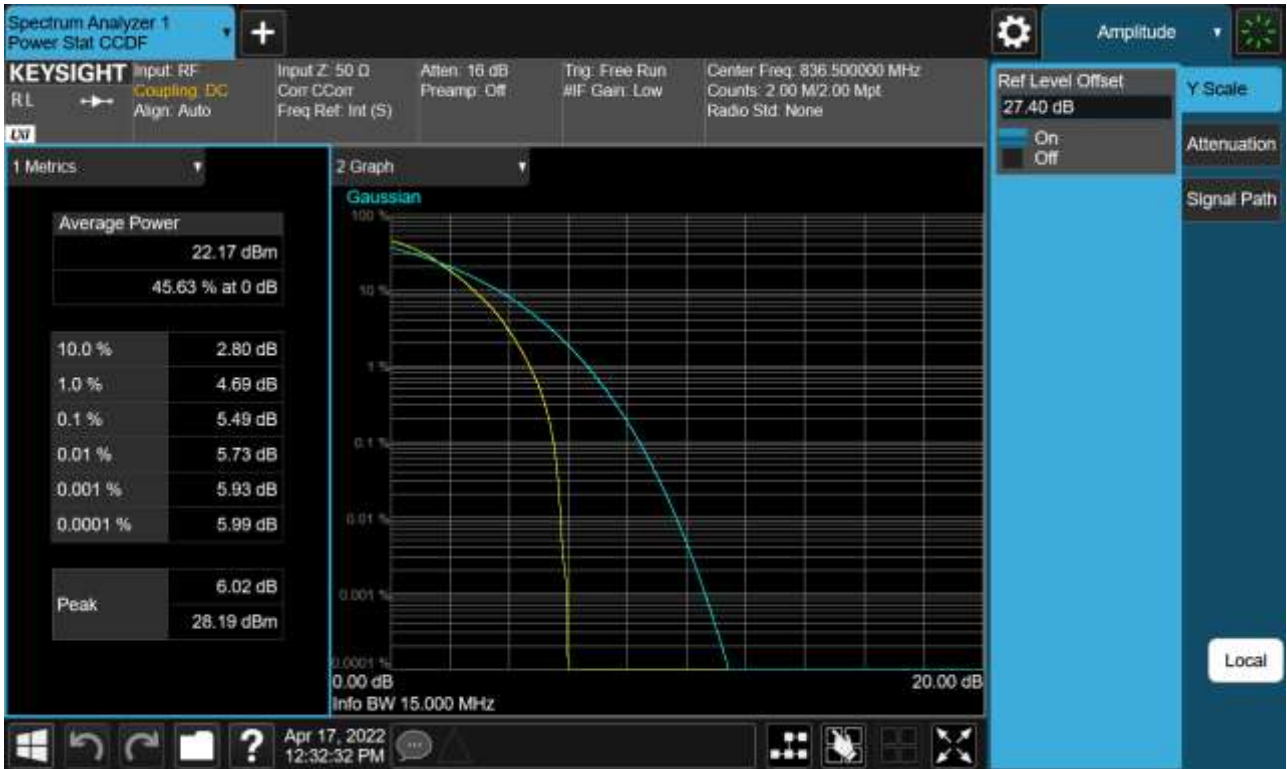 Spectrum Analyzer 1
Power Stat CCDF
+
Amplitude
KEYSIGHT
RL
LXI
Input: RF
Coupling: DC
Align: Auto
Input Z: 50 Ω
Corr CCorr
Freq Ref: Int (S)
Atten: 16 dB
Preamp: Off
Trig: Free Run
#IF Gain: Low
Center Freq: 836.500000 MHz
Counts: 2.00 M/2.00 Mpt
Radio Std: None
Ref Level Offset
27.40 dB
On
Off
Y Scale
Attenuation
Signal Path
1 Metrics
Average Power
22.17 dBm
45.63 % at 0 dB
10.0 % 2.80 dB
1.0 % 4.69 dB
0.1 % 5.49 dB
0.01 % 5.73 dB
0.001 % 5.93 dB
0.0001 % 5.99 dB
Peak
6.02 dB
28.19 dBm
2 Graph
Gaussian
100 %
10 %
1 %
0.1 %
0.01 %
0.001 %
0.0001 %
0.00 dB 20.00 dB
Info BW 15.000 MHz
Local
?
Apr 17, 2022
12:32:32 PM